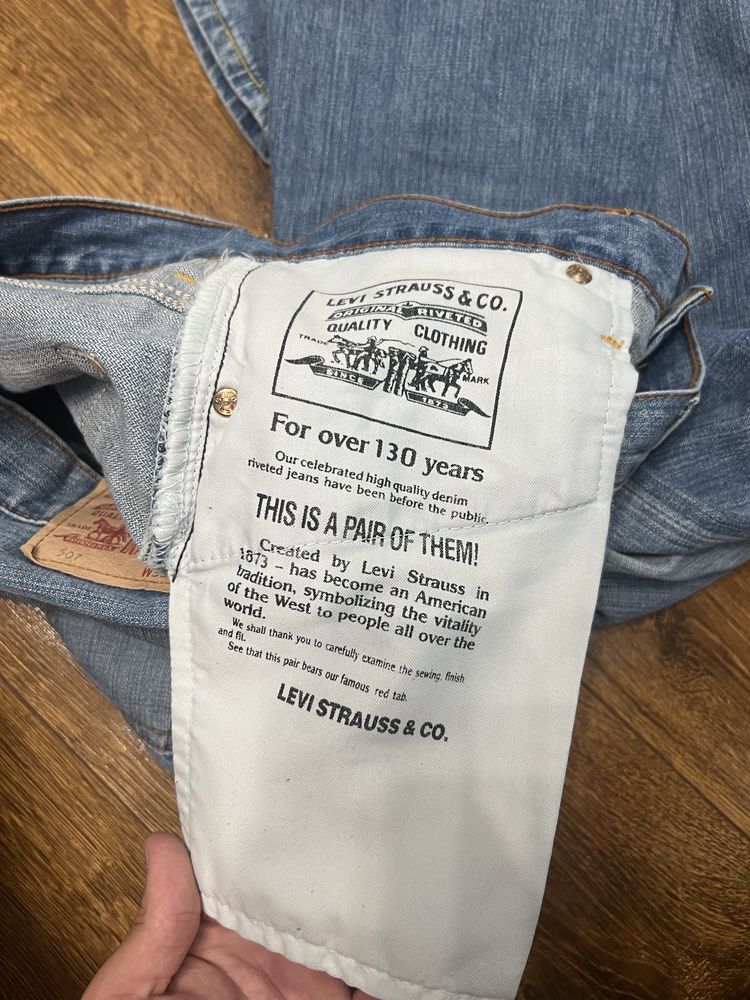 LEVI STRAUSS & CO.
ORIGINAL RIVETED
QUALITY CLOTHING
TRADE MARK
SINCE 1873
For over 130 years
Our celebrated high quality denim
riveted jeans have been before the public.
THIS IS A PAIR OF THEM!
Created by Levi Strauss in
1873 – has become an American
tradition, symbolizing the vitality
of the West to people all over the
world.
We shall thank you to carefully examine the sewing, finish
and fit.
See that this pair bears our famous red tab.
LEVI STRAUSS & CO.
TRADE
507